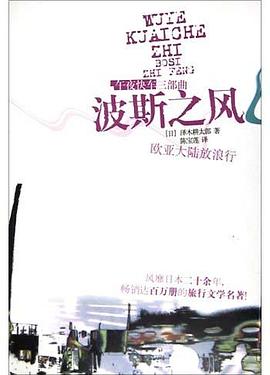 WUYE
KUAICHE
ZHI
BOSI
ZHI FENG
午夜快车三部曲
波斯之风
[日] 泽木耕太郎 著
陈宝莲 译
欧亚大陆放浪行
风靡日本二十余年，
畅销达百万册的旅行文学名著!